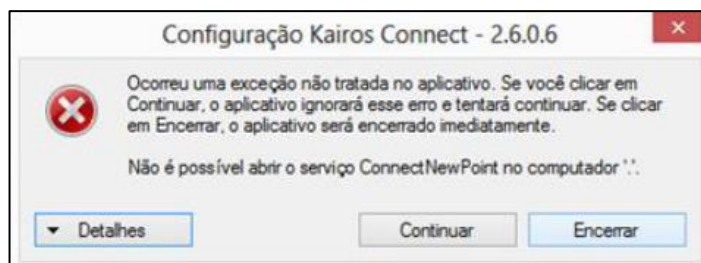 Configuração Kairos Connect - 2.6.0.6
Ocorreu uma exceção não tratada no aplicativo. Se você clicar em
Continuar, o aplicativo ignorará esse erro e tentará continuar. Se clicar
em Encerrar, o aplicativo será encerrado imediatamente.
Não é possível abrir o serviço ConnectNewPoint no computador '.'.
Detalhes
Continuar
Encerrar